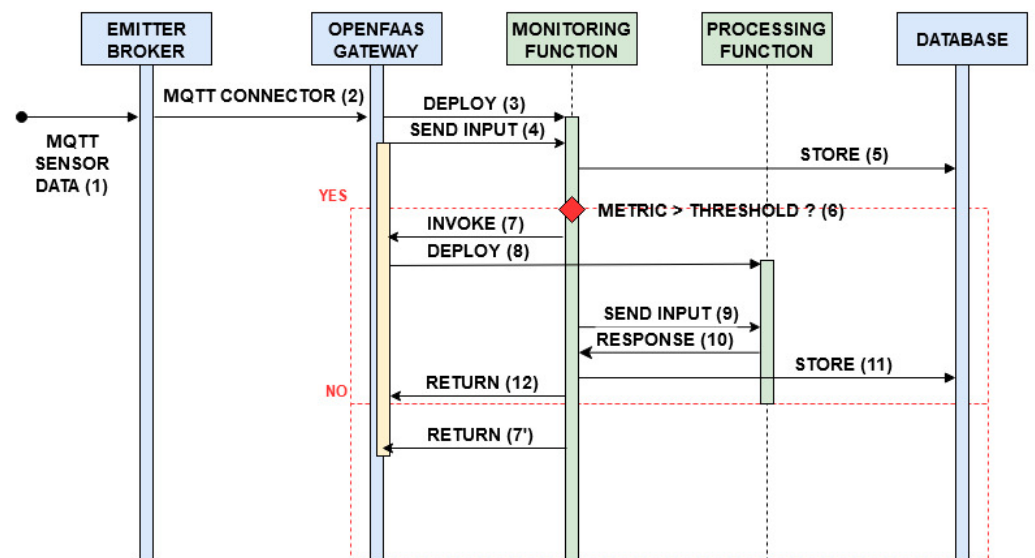 EMITTER
BROKER
OPENFAAS
GATEWAY
MONITORING
FUNCTION
PROCESSING
FUNCTION
DATABASE
MQTT CONNECTOR (2)
DEPLOY (3)
SEND INPUT (4)
MQTT
SENSOR
DATA (1)
STORE (5)
YES
METRIC > THRESHOLD ? (6)
INVOKE (7)
DEPLOY (8)
SEND INPUT (9)
RESPONSE (10)
STORE (11)
RETURN (12)
NO
RETURN (7')